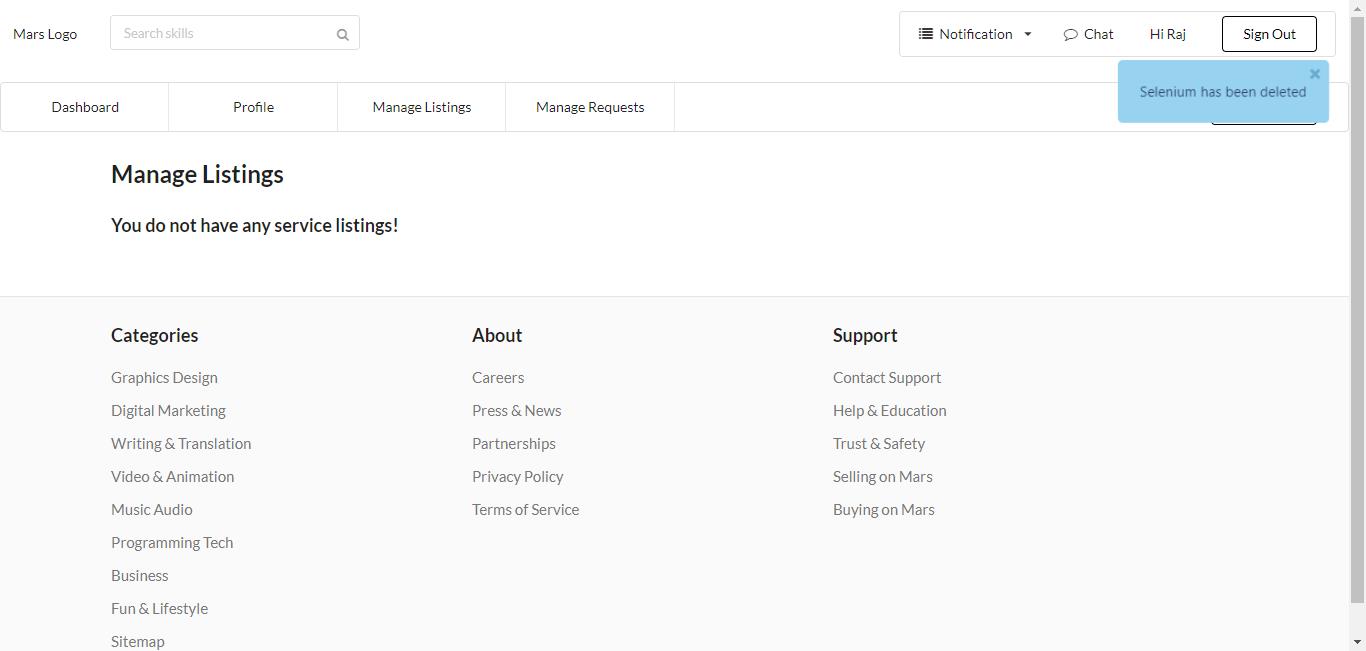 Mars Logo
Search skills
Notification
Chat
Hi Raj
Sign Out
Selenium has been deleted
Dashboard
Profile
Manage Listings
Manage Requests
Manage Listings
You do not have any service listings!
Categories
Graphics Design
Digital Marketing
Writing & Translation
Video & Animation
Music Audio
Programming Tech
Business
Fun & Lifestyle
Sitemap
About
Careers
Press & News
Partnerships
Privacy Policy
Terms of Service
Support
Contact Support
Help & Education
Trust & Safety
Selling on Mars
Buying on Mars